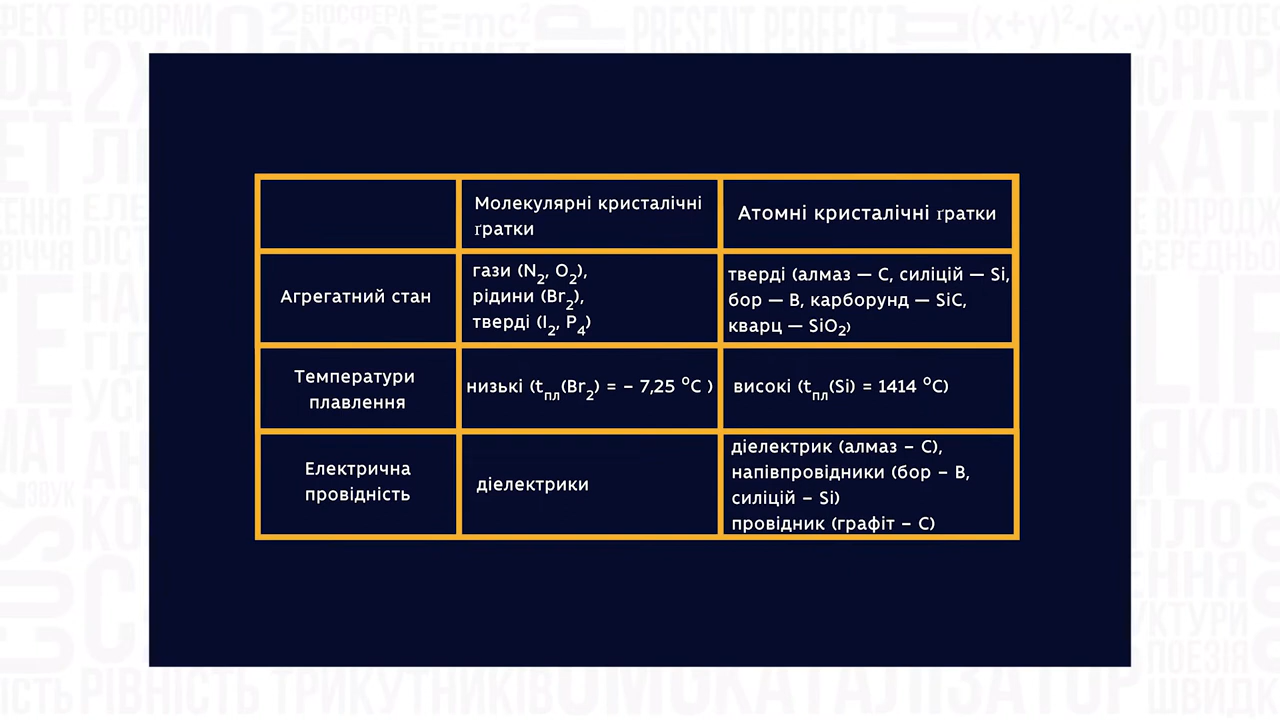 Молекулярні кристалічні
ґратки
Атомні кристалічні ґратки
Агрегатний стан
гази (N₂, O₂),
рідини (Br₂),
тверді (I₂, P₄)
тверді (алмаз — C, силіцій — Si,
бор — B, карборунд — SiC,
кварц — SiO₂)
Температури
плавлення
низькі (tпл(Br₂) = − 7,25 ⁰C )
високі (tпл(Si) = 1414 ⁰C)
Електрична
провідність
діелектрики
діелектрик (алмаз − C),
напівпровідники (бор − B,
силіцій − Si)
провідник (графіт − C)